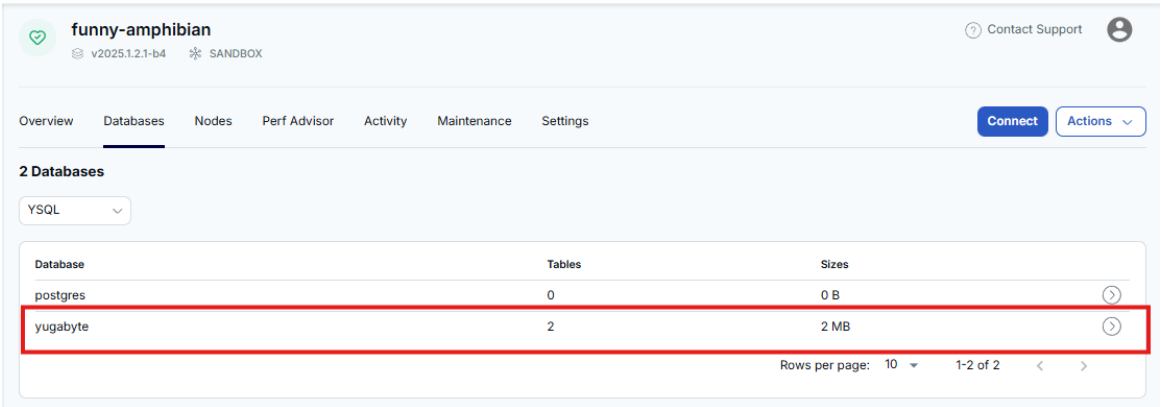 funny-amphibian
Contact Support
v2025.1.2.1-b4 SANDBOX
Overview Databases Nodes Perf Advisor Activity Maintenance Settings Connect Actions
2 Databases
YSQL
Database Tables Sizes
postgres 0 0 B
yugabyte 2 2 MB
Rows per page: 10 1-2 of 2